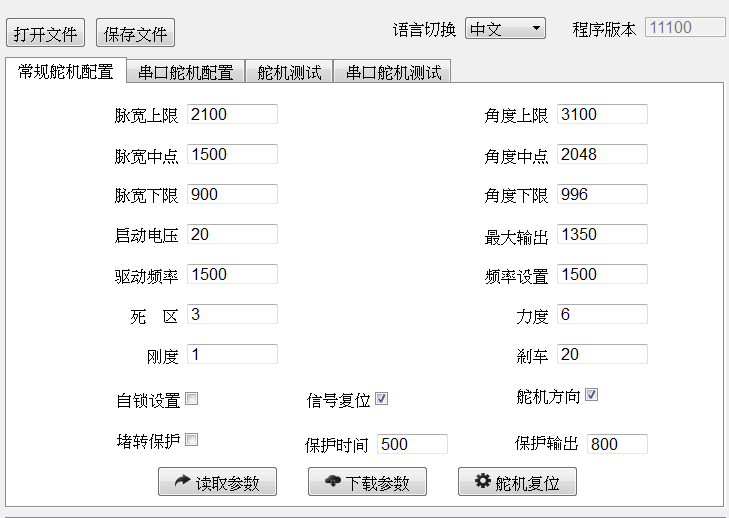 打开文件 保存文件 语言切换 中文 程序版本 11100
常规舵机配置 串口舵机配置 舵机测试 串口舵机测试
脉宽上限 2100 角度上限 3100
脉宽中点 1500 角度中点 2048
脉宽下限 900 角度下限 996
启动电压 20 最大输出 1350
驱动频率 1500 频率设置 1500
死 区 3 力度 6
刚度 1 刹车 20
自锁设置 信号复位 舵机方向
堵转保护 保护时间 500 保护输出 800
读取参数 下载参数 舵机复位